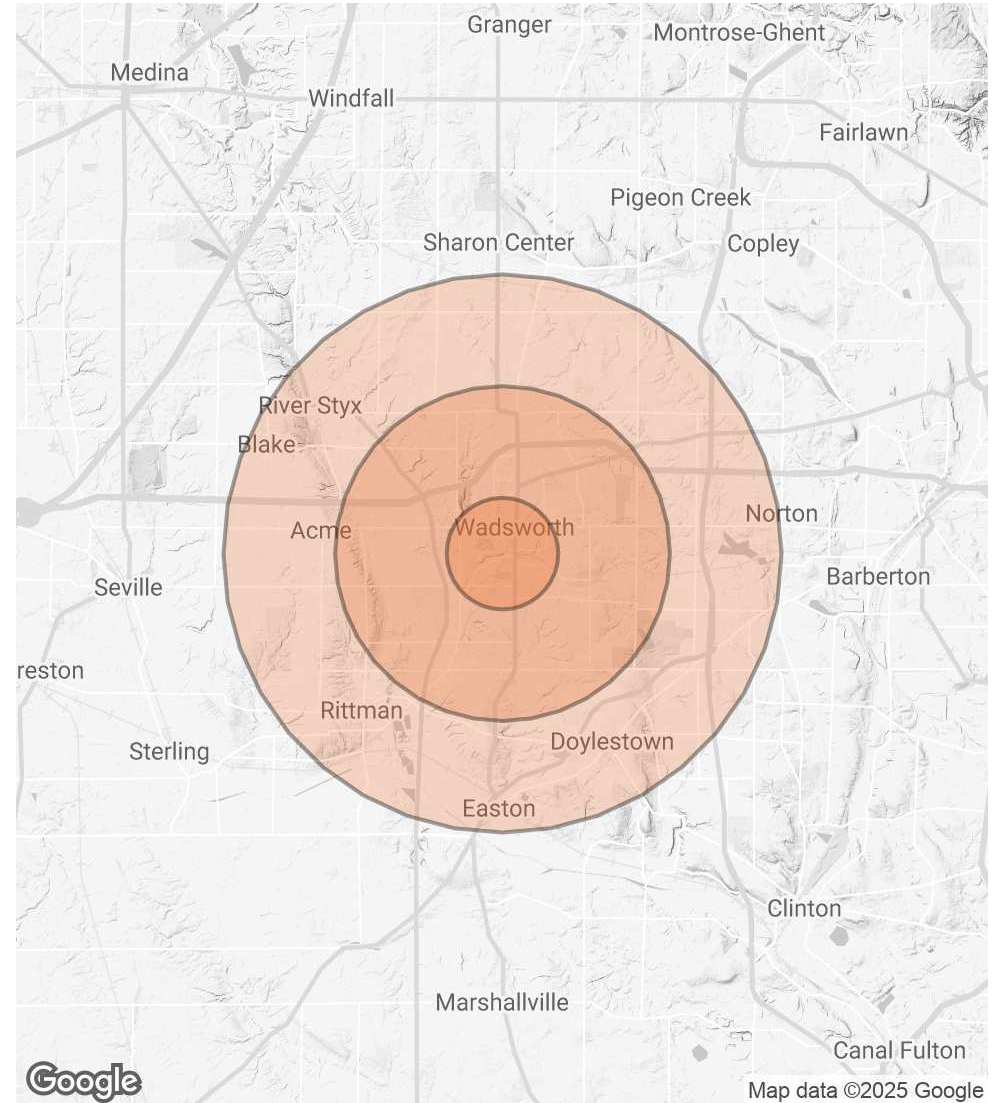 Granger
Montrose-Ghent
Medina
Windfall
Fairlawn
Pigeon Creek
Sharon Center
Copley
River Styx
Blake
Wadsworth
Norton
Acme
Barberton
Seville
reston
Rittman
Doylestown
Sterling
Easton
Clinton
Marshallville
Canal Fulton
Google
Map data ©2025 Google